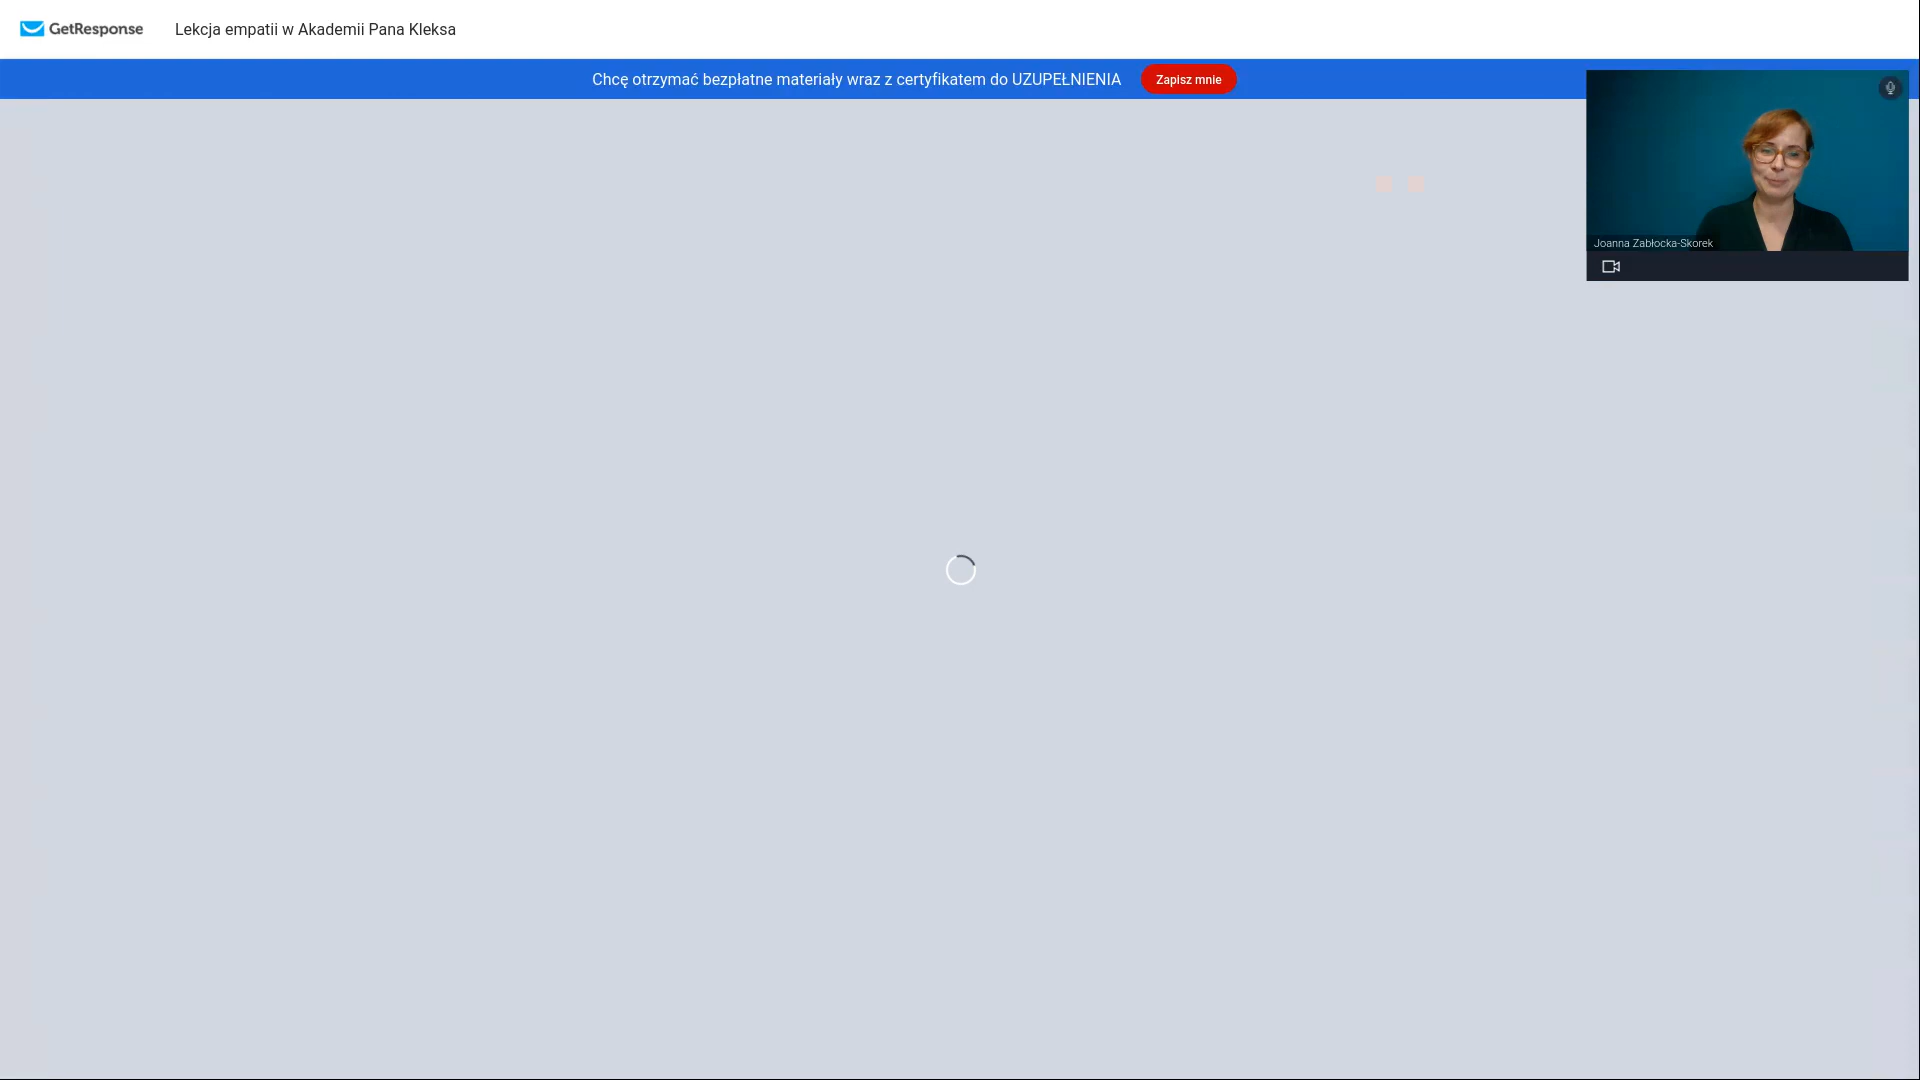 GetResponse
Lekcja empatii w Akademii Pana Kleksa
Chcę otrzymać bezpłatne materiały wraz z certyfikatem do UZUPEŁNIENIA
Zapisz mnie
Joanna Zabłocka-Skorek